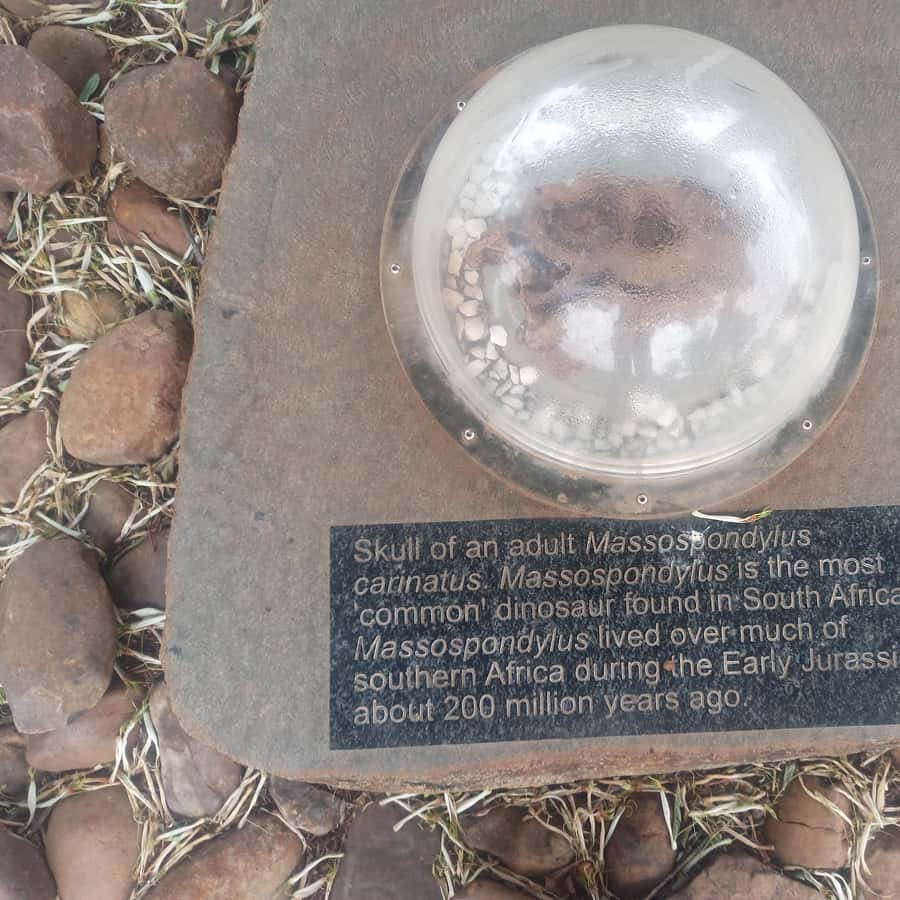 Skull of an adult Massospondylus
carinatus. Massospondylus is the most
'common' dinosaur found in South Africa
Massospondylus lived over much of
southern Africa during the Early Jurassi
about 200 million years ago.